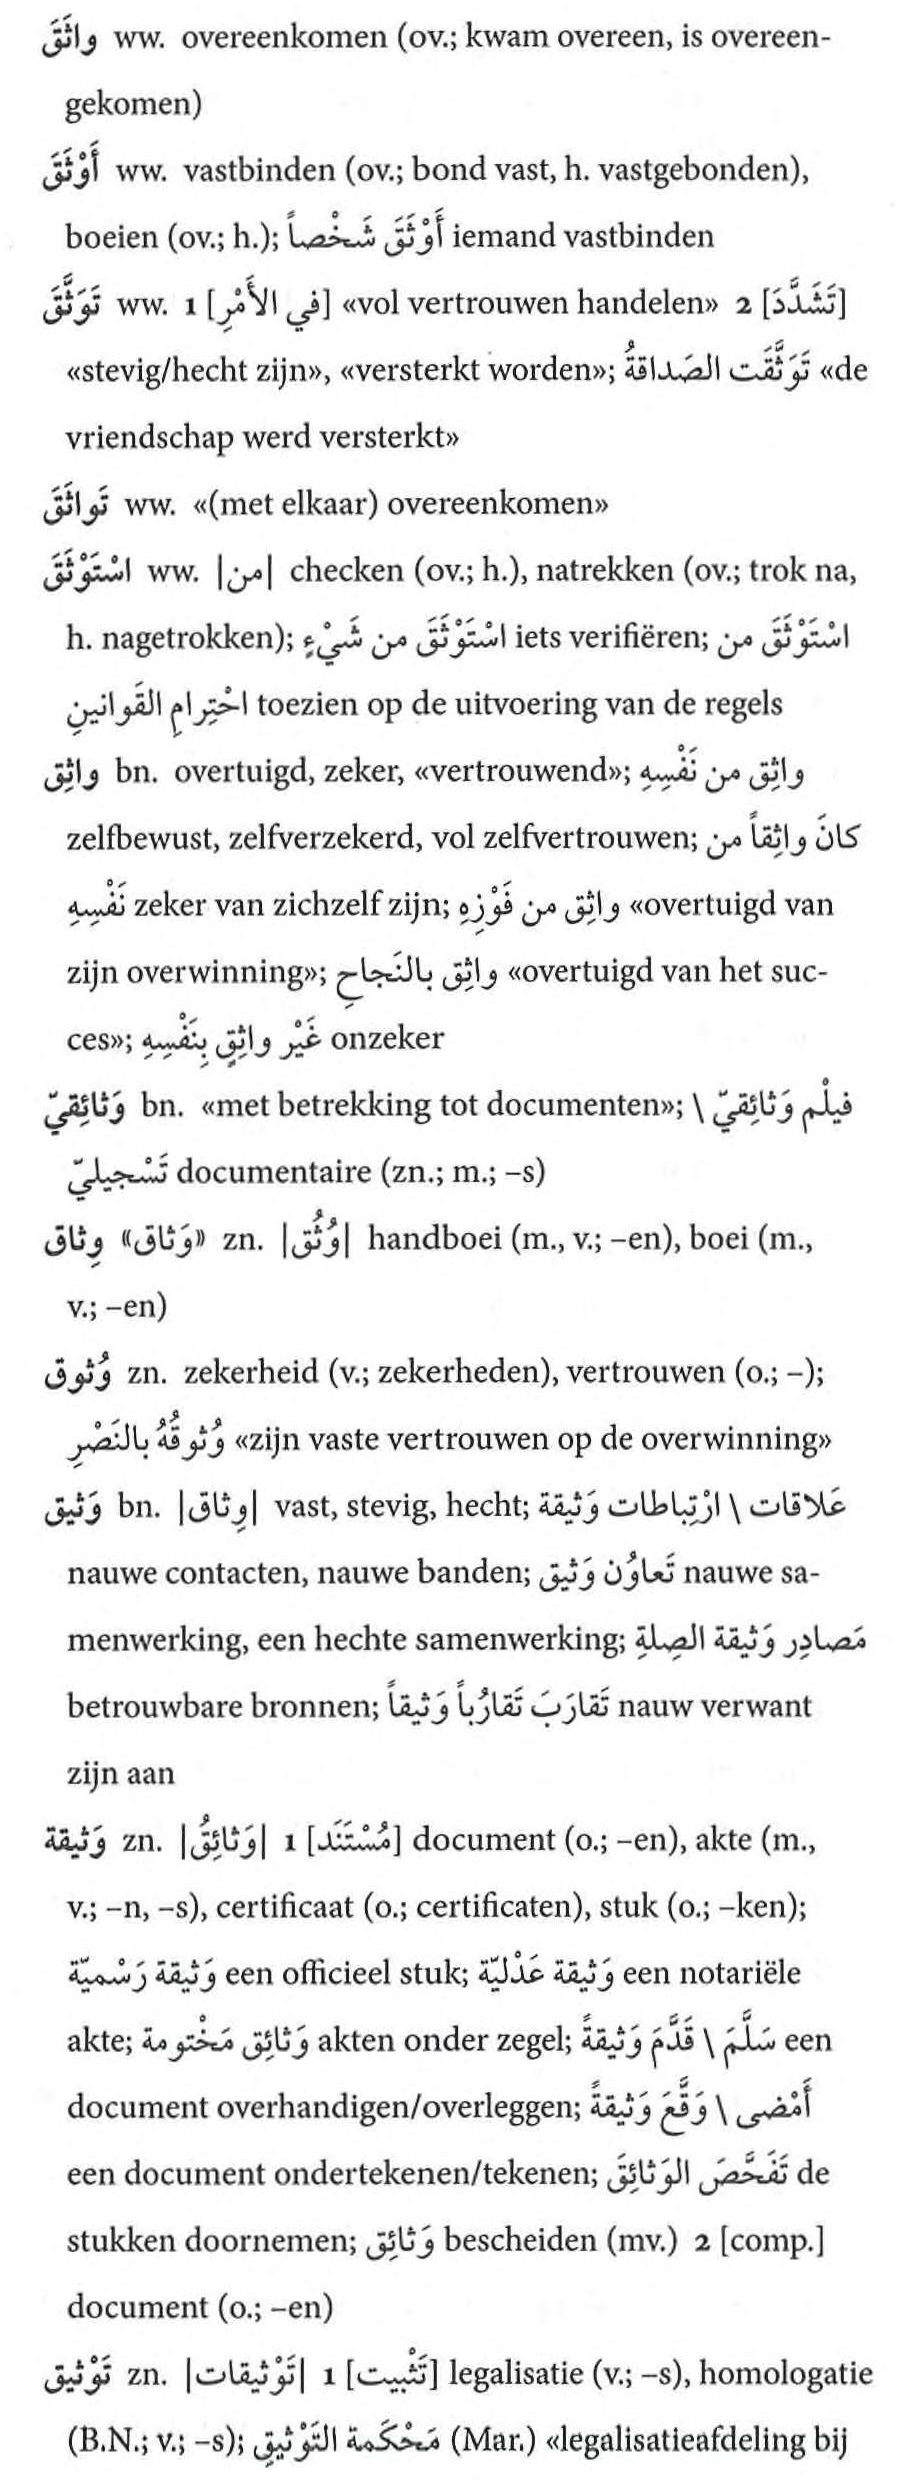 واثَقَ ww. overeenkomen (ov.; kwam overeen, is overeen-
gekomen)
أَوْثَقَ ww. vastbinden (ov.; bond vast, h. vastgebonden),
boeien (ov.; h.); أَوْثَقَ شَخْصاً iemand vastbinden
تَوَثَّقَ ww. 1 [في الأَمْرِ] «vol vertrouwen handelen» 2 [تَشَدَّدَ]
«stevig/hecht zijn», «versterkt worden»; تَوَثَّقَت الصَداقةُ «de
vriendschap werd versterkt»
تَواثَقَ ww. «(met elkaar) overeenkomen»
اسْتَوْثَقَ ww. |من| checken (ov.; h.), natrekken (ov.; trok na,
h. nagetrokken); اسْتَوْثَقَ من شَيْءٍ iets verifiëren; اسْتَوْثَقَ من
احْتِرامِ القَوانينِ toezien op de uitvoering van de regels
واثِق bn. overtuigd, zeker, «vertrouwend»; واثِق من نَفْسِهِ
zelfbewust, zelfverzekerd, vol zelfvertrouwen; كانَ واثِقاً من
نَفْسِهِ zeker van zichzelf zijn; واثِق من فَوْزِهِ «overtuigd van
zijn overwinning»; واثِق بالنَجاحِ «overtuigd van het suc-
ces»; غَيْر واثِقٍ بِنَفْسِهِ onzeker
وَثائِقيّ bn. «met betrekking tot documenten»; فيلْم وَثائِقيّ \
تَسْجيليّ documentaire (zn.; m.; –s)
وِثاق «وَثاق» zn. |وُثُق| handboei (m., v.; –en), boei (m.,
v.; –en)
وُثوق zn. zekerheid (v.; zekerheden), vertrouwen (o.; –);
وُثوقُهُ بالنَصْرِ «zijn vaste vertrouwen op de overwinning»
وَثيق bn. |وِثاق| vast, stevig, hecht; عَلاقات \ ارْتِباطات وَثيقة
nauwe contacten, nauwe banden; تَعاوُن وَثيق nauwe sa-
menwerking, een hechte samenwerking; مَصادِر وَثيقة الصِلةِ
betrouwbare bronnen; تَقارَبَ تَقارُباً وَثيقاً nauw verwant
zijn aan
وَثيقة zn. |وَثائِقُ| 1 [مُسْتَنَد] document (o.; –en), akte (m.,
v.; –n, –s), certificaat (o.; certificaten), stuk (o.; –ken);
وَثيقة رَسْميّة een officieel stuk; وَثيقة عَدْليّة een notariële
akte; وَثائِق مَخْتومة akten onder zegel; سَلَّمَ \ قَدَّمَ وَثيقةً een
document overhandigen/overleggen; أَمْضى \ وَقَّعَ وَثيقةً
een document ondertekenen/tekenen; تَفَحَّصَ الوَثائِقَ de
stukken doornemen; وَثائِق bescheiden (mv.) 2 [comp.]
document (o.; –en)
تَوْثيق zn. |تَوْثيقات| 1 [تَثْبيت] legalisatie (v.; –s), homologatie
(B.N.; v.; –s); مَحْكَمة التَوْثيقِ (Mar.) «legalisatieafdeling bij